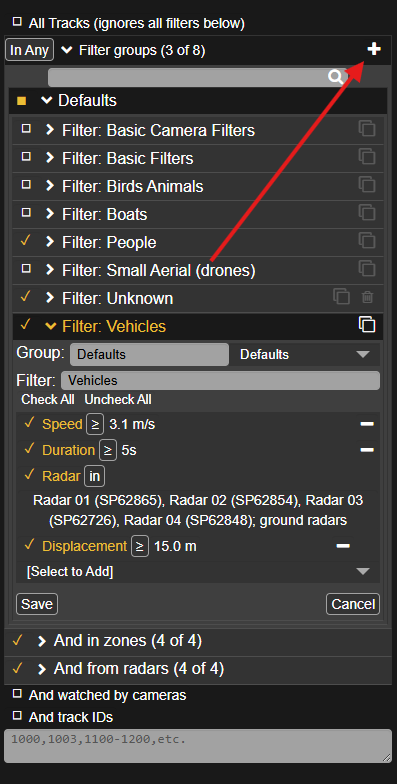 All Tracks (ignores all filters below)
In Any Filter groups (3 of 8)
Defaults
Filter: Basic Camera Filters
Filter: Basic Filters
Filter: Birds Animals
Filter: Boats
Filter: People
Filter: Small Aerial (drones)
Filter: Unknown
Filter: Vehicles
Group: Defaults Defaults
Filter: Vehicles
Check All Uncheck All
Speed ≥ 3.1 m/s
Duration ≥ 5s
Radar in
Radar 01 (SP62865), Radar 02 (SP62854), Radar 03
(SP62726), Radar 04 (SP62848); ground radars
Displacement ≥ 15.0 m
[Select to Add]
Save Cancel
And in zones (4 of 4)
And from radars (4 of 4)
And watched by cameras
And track IDs
1000,1003,1100-1200,etc.